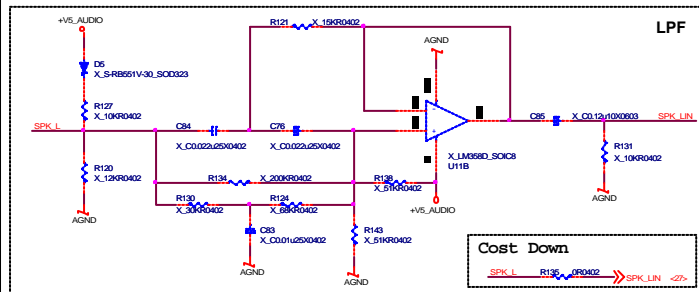 R121 X_15KR0402
+V5_AUDIO
LPF
AGND
D5
X_S-RB551V-30_SOD323
R127
X_10KR0402
SPK_L
C84
C76
C85 X_C0.12u10X0603 SPK_LIN
X_C0.022u25X0402
X_C0.022u25X0402
X_LM358D_SOIC8
U11B
R131
X_10KR0402
R120
X_12KR0402
R134 X_200KR0402
R138
X_51KR0402
R130
X_30KR0402
R124
X_68KR0402
+V5_AUDIO
AGND
AGND
C83
X_C0.01u25X0402
R143
X_51KR0402
AGND
AGND
Cost Down
SPK_L R135 0R0402 SPK_LIN <27>